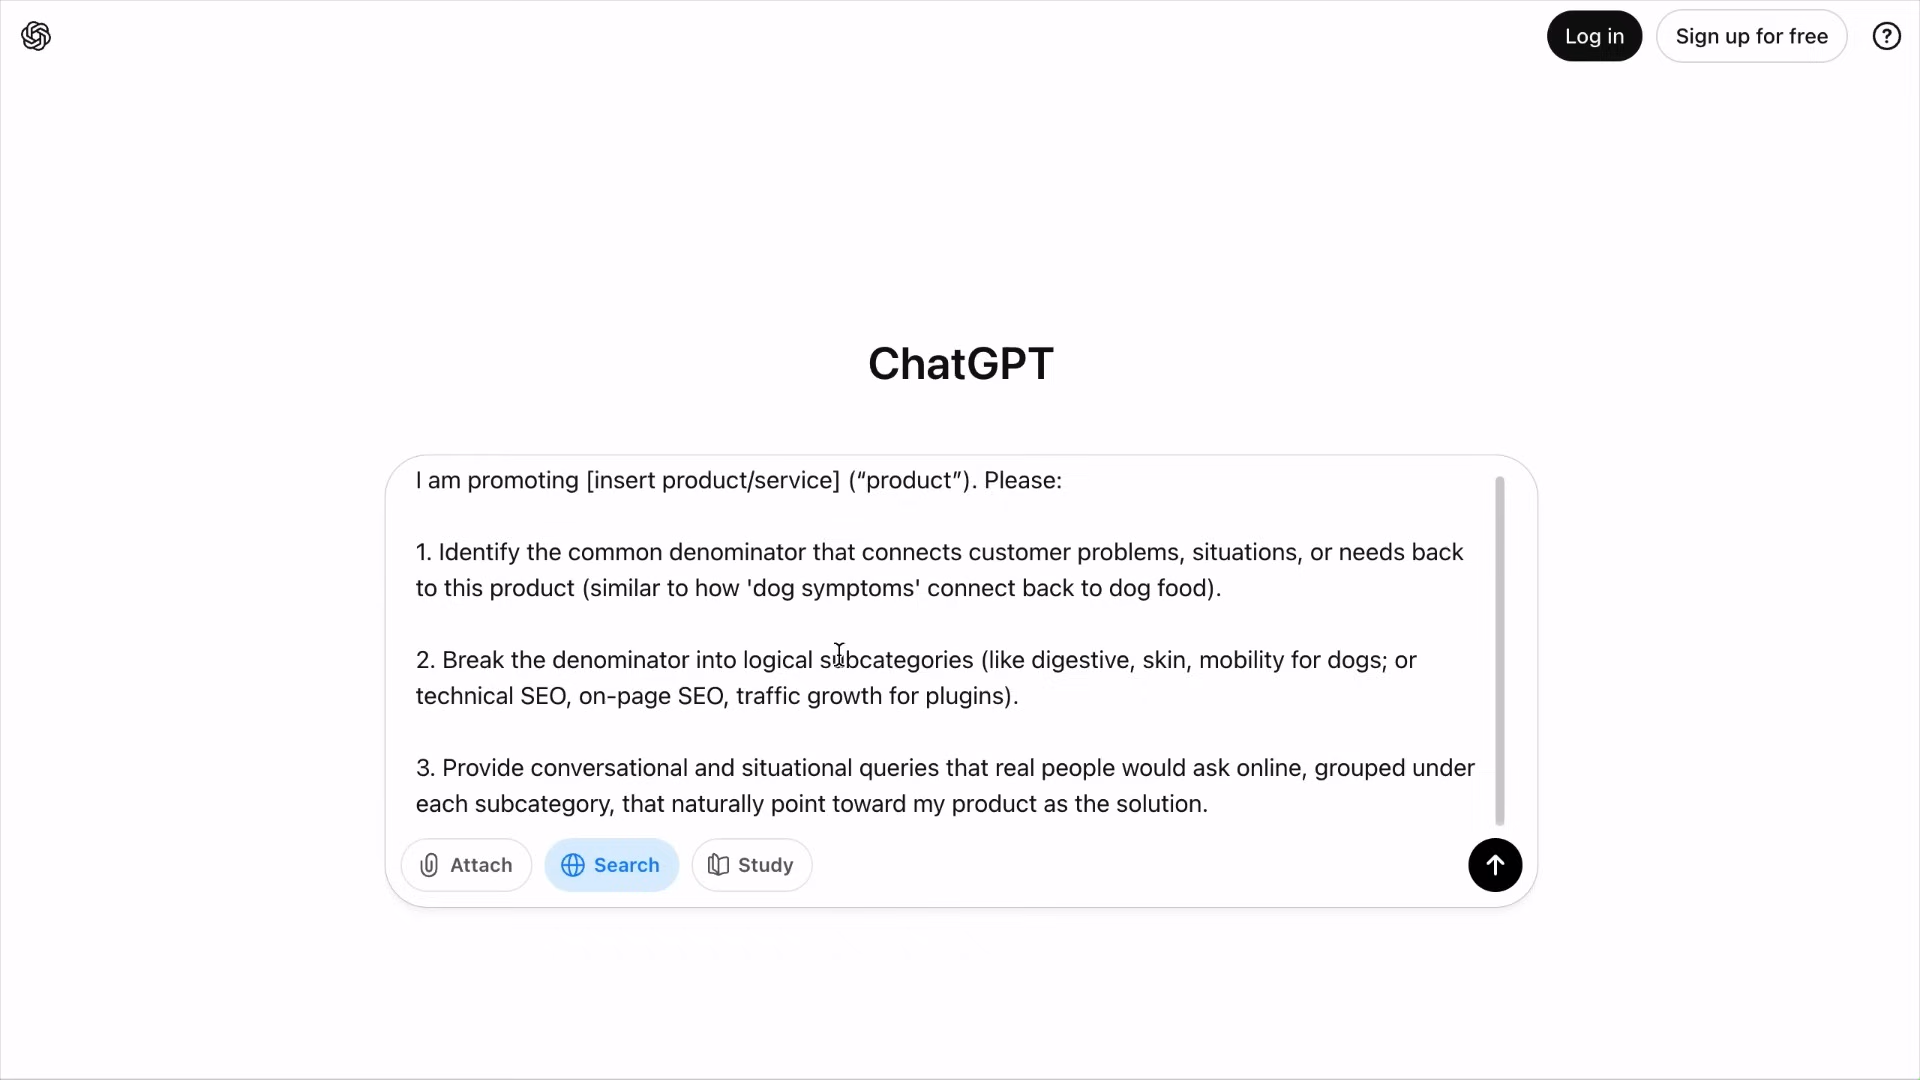 Log in
Sign up for free
?
ChatGPT
I am promoting [insert product/service] (“product”). Please:
1. Identify the common denominator that connects customer problems, situations, or needs back
to this product (similar to how 'dog symptoms' connect back to dog food).
2. Break the denominator into logical subcategories (like digestive, skin, mobility for dogs; or
technical SEO, on-page SEO, traffic growth for plugins).
3. Provide conversational and situational queries that real people would ask online, grouped under
each subcategory, that naturally point toward my product as the solution.
Attach
Search
Study